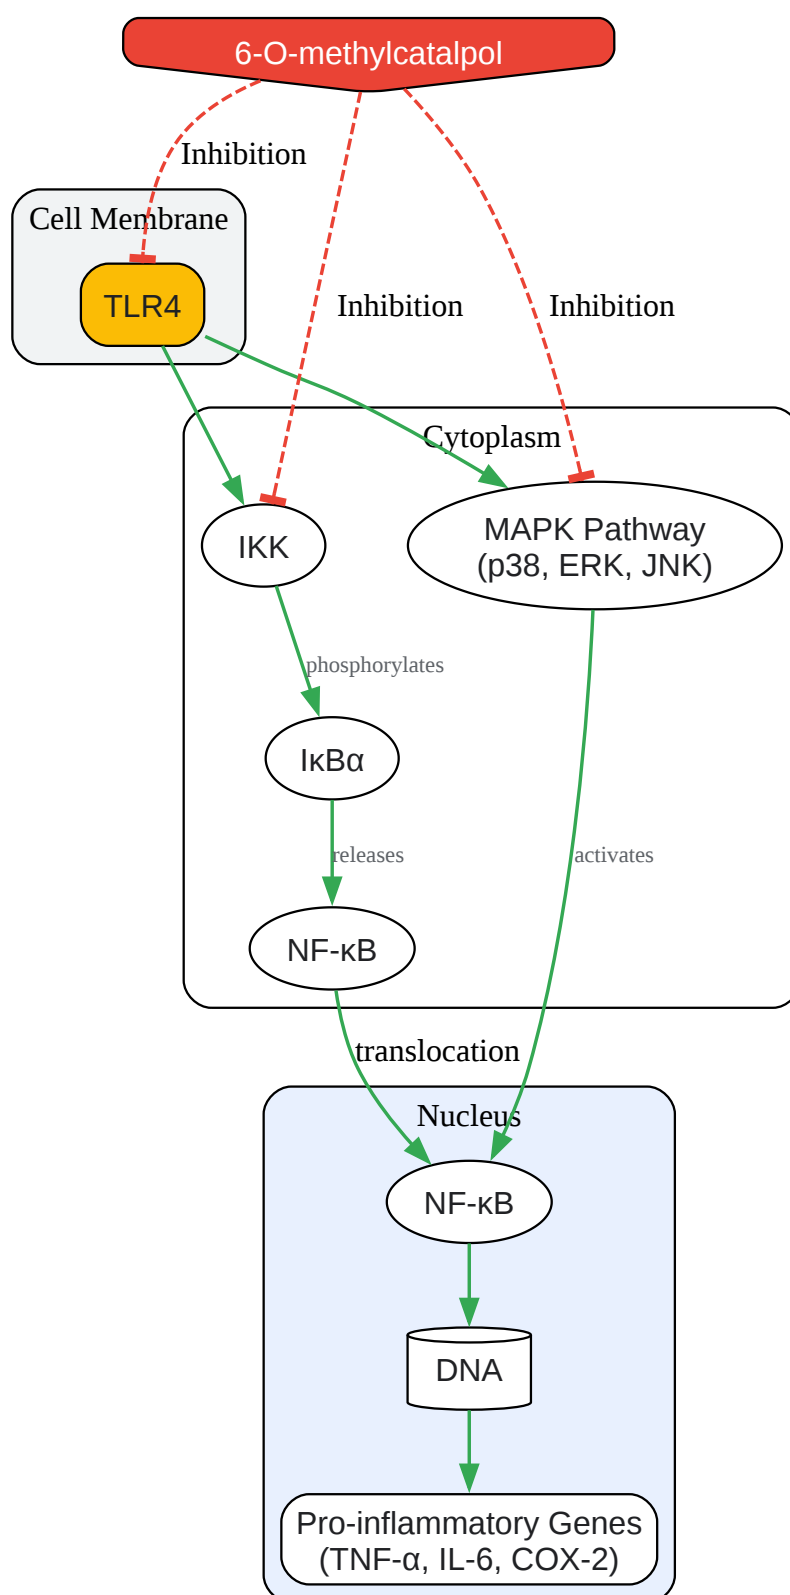 6-O-methylcatalpol
Inhibition
Cell Membrane
TLR4
Inhibition
Inhibition
Cytoplasm
IKK
MAPK Pathway
(p38, ERK, JNK)
phosphorylates
IκBα
releases
activates
NF-κB
translocation
Nucleus
NF-κB
DNA
Pro-inflammatory Genes
(TNF-α, IL-6, COX-2)